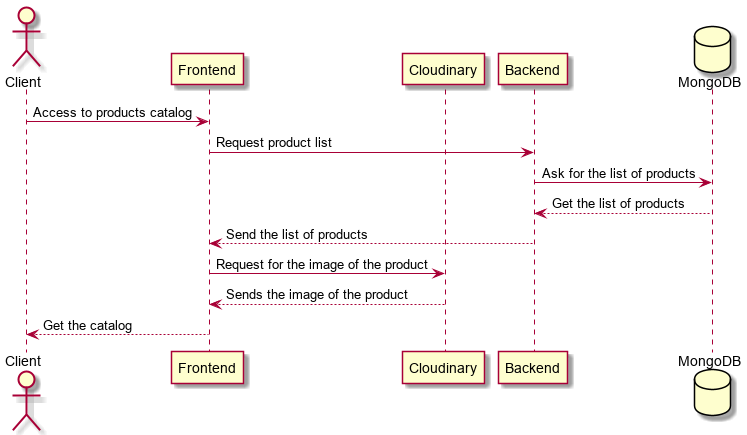 Client
Frontend
Cloudinary
Backend
MongoDB
Access to products catalog
Request product list
Ask for the list of products
Get the list of products
Send the list of products
Request for the image of the product
Sends the image of the product
Get the catalog
Client
Frontend
Cloudinary
Backend
MongoDB